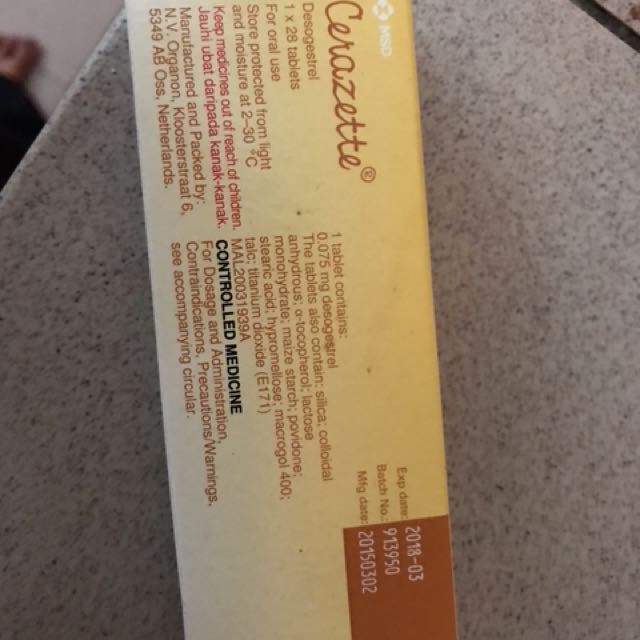 MSD
Cerazette®
Desogestrel
1 x 28 tablets
For oral use
Store protected from light
and moisture at 2–30 °C
Keep medicines out of reach of children.
Jauhi ubat daripada kanak-kanak.
Manufactured and Packed by:
N.V. Organon, Kloosterstraat 6,
5349 AB Oss, Netherlands.
1 tablet contains:
0.075 mg desogestrel
The tablets also contain: silica; colloidal
anhydrous; α-tocopherol; lactose
monohydrate; maize starch; povidone;
stearic acid; hypromellose; macrogol 400;
talc; titanium dioxide (E171)
MAL20031939A
CONTROLLED MEDICINE
For Dosage and Administration,
Contraindications, Precautions/Warnings,
see accompanying circular.
Exp date: 2018-03
Batch No.: 913950
Mfg date: 20150302